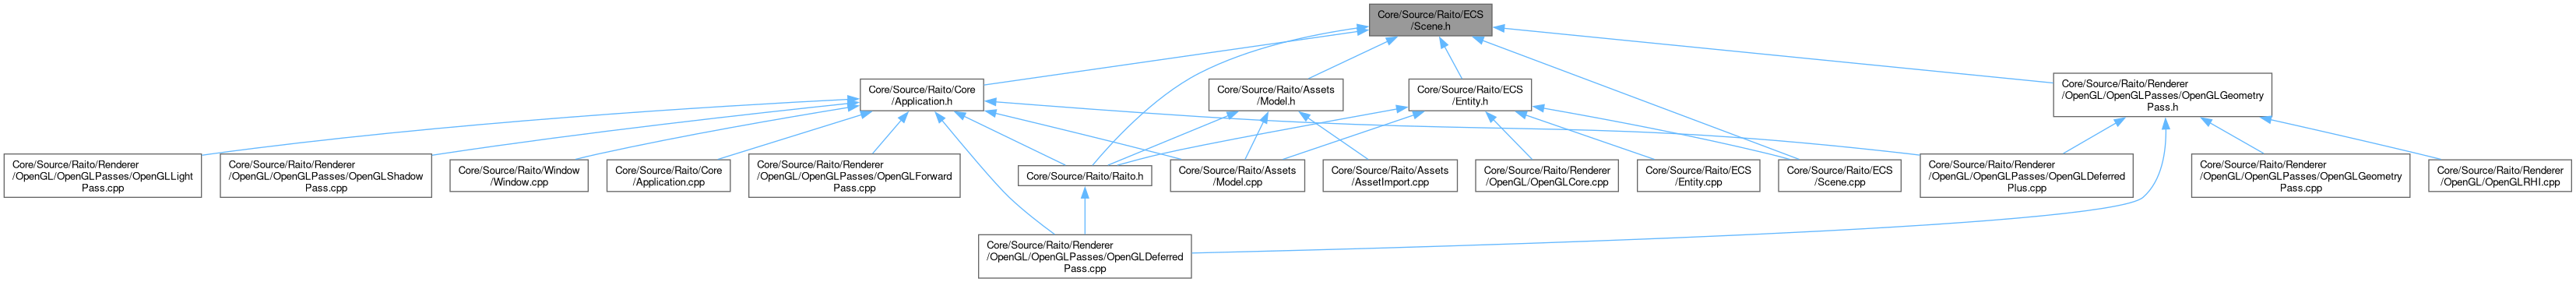 Core/Source/Raito/ECS
/Scene.h
Core/Source/Raito/Core
/Application.h
Core/Source/Raito/Assets
/Model.h
Core/Source/Raito/ECS
/Entity.h
Core/Source/Raito/Renderer
/OpenGL/OpenGLPasses/OpenGLGeometry
Pass.h
Core/Source/Raito/Renderer
/OpenGL/OpenGLPasses/OpenGLLight
Pass.cpp
Core/Source/Raito/Renderer
/OpenGL/OpenGLPasses/OpenGLShadow
Pass.cpp
Core/Source/Raito/Window
/Window.cpp
Core/Source/Raito/Core
/Application.cpp
Core/Source/Raito/Renderer
/OpenGL/OpenGLPasses/OpenGLForward
Pass.cpp
Core/Source/Raito/Raito.h
Core/Source/Raito/Assets
/Model.cpp
Core/Source/Raito/Assets
/AssetImport.cpp
Core/Source/Raito/Renderer
/OpenGL/OpenGLCore.cpp
Core/Source/Raito/ECS
/Entity.cpp
Core/Source/Raito/ECS
/Scene.cpp
Core/Source/Raito/Renderer
/OpenGL/OpenGLPasses/OpenGLDeferred
Plus.cpp
Core/Source/Raito/Renderer
/OpenGL/OpenGLPasses/OpenGLGeometry
Pass.cpp
Core/Source/Raito/Renderer
/OpenGL/OpenGLRHI.cpp
Core/Source/Raito/Renderer
/OpenGL/OpenGLPasses/OpenGLDeferred
Pass.cpp